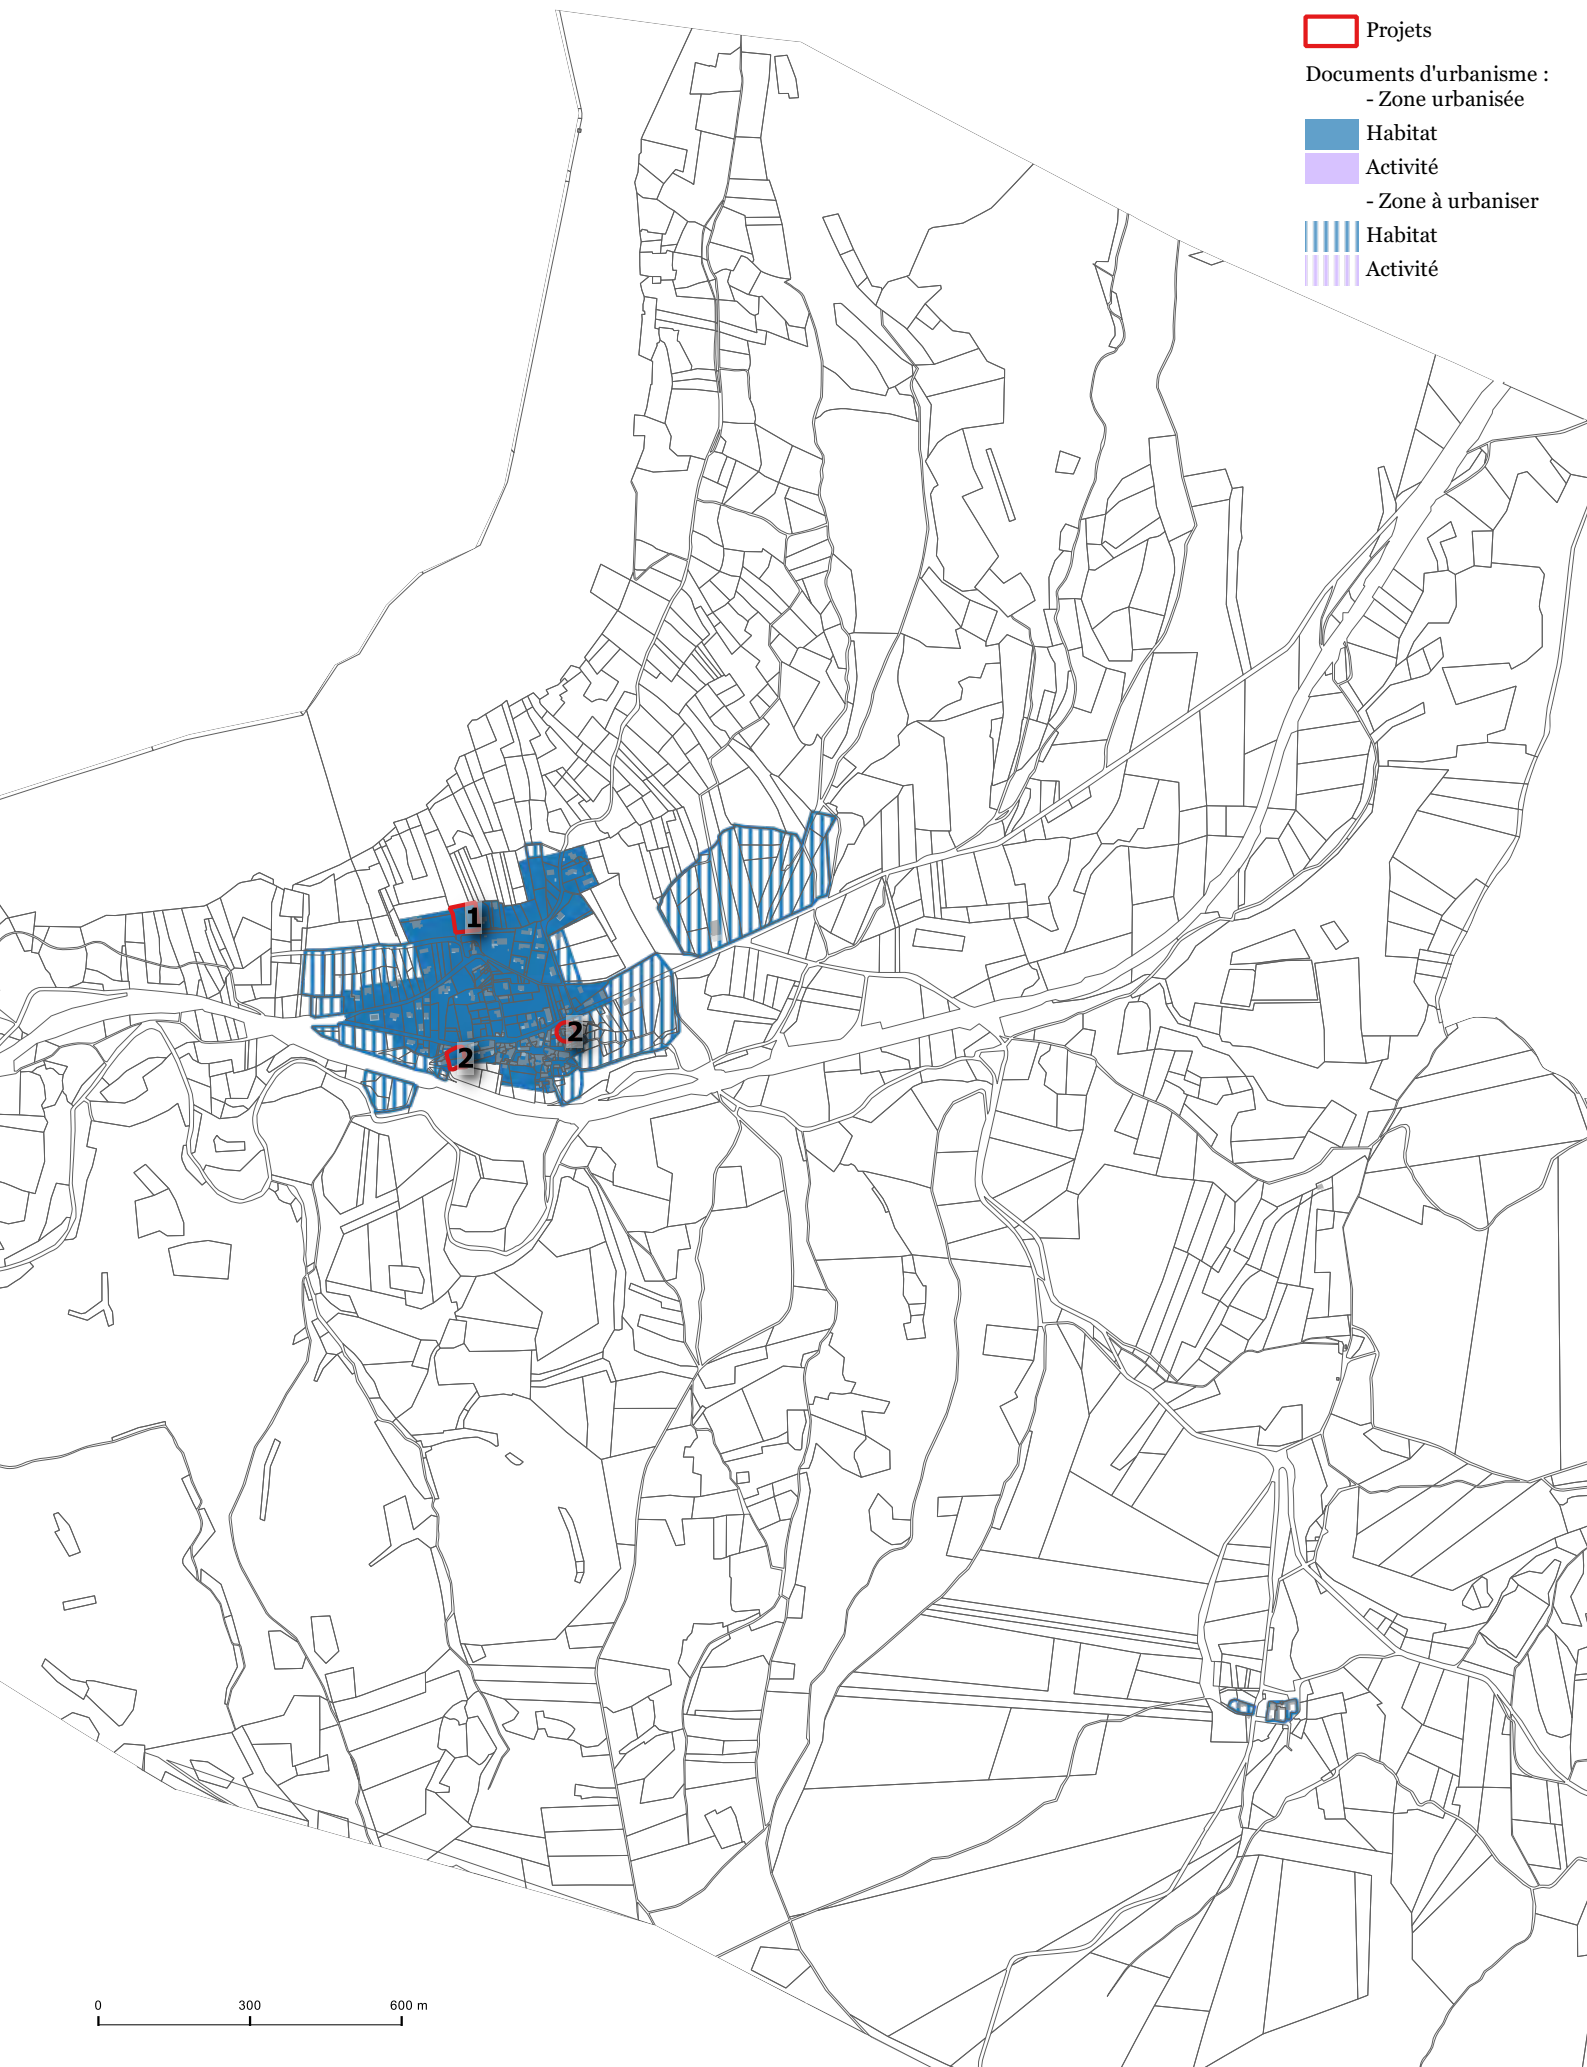 Projets
Documents d'urbanisme :
- Zone urbanisée
Habitat
Activité
- Zone à urbaniser
Habitat
Activité
1
2
2
0 300 600 m